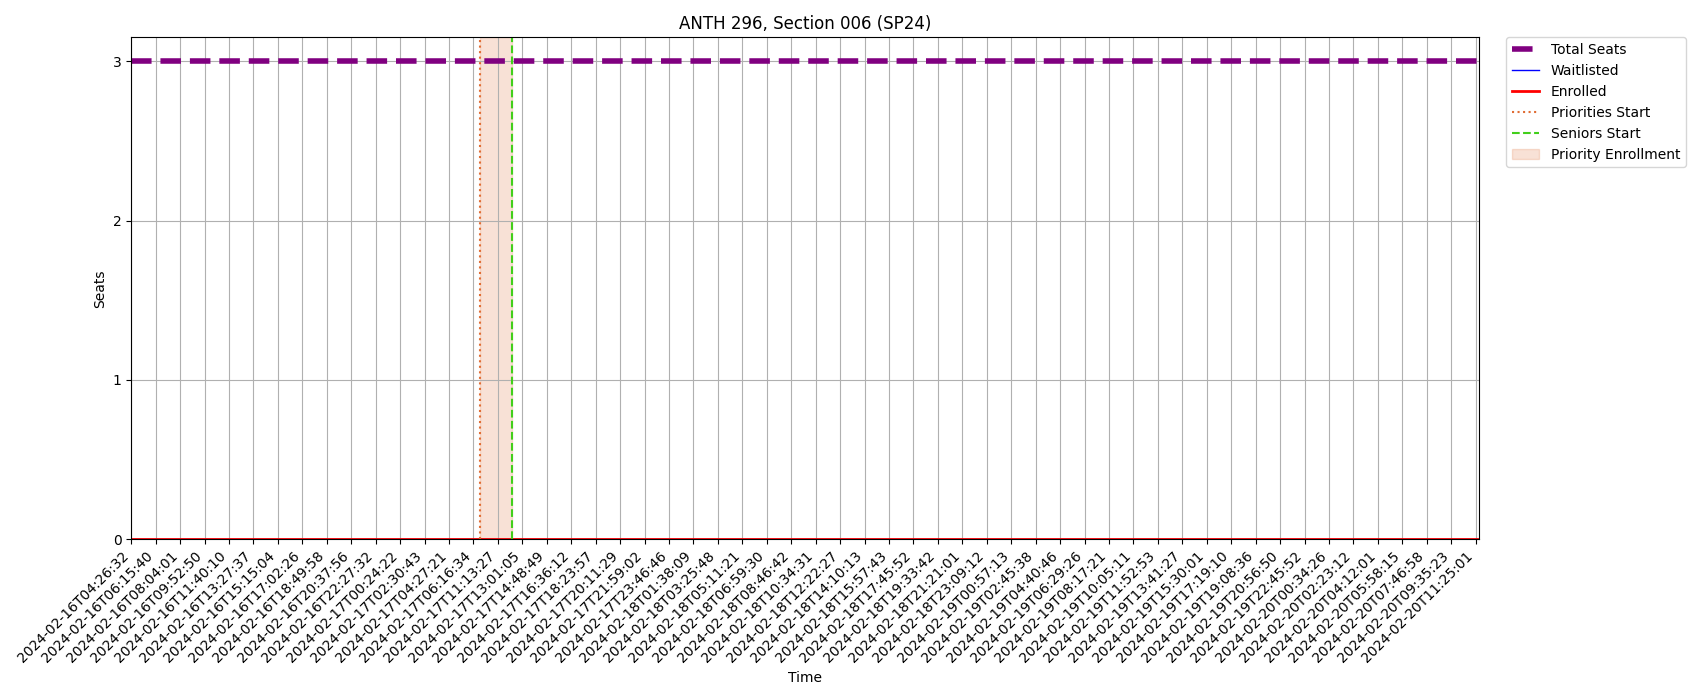 ANTH 296, Section 006 (SP24)
Total Seats
Waitlisted
Enrolled
Priorities Start
Seniors Start
Priority Enrollment
3
2
1
0
Seats
2024-02-16T04:26:32
2024-02-16T06:15:40
2024-02-16T08:04:01
2024-02-16T09:52:50
2024-02-16T11:40:10
2024-02-16T13:27:37
2024-02-16T15:15:04
2024-02-16T17:02:26
2024-02-16T18:49:58
2024-02-16T20:37:56
2024-02-16T22:27:32
2024-02-17T00:24:22
2024-02-17T02:30:43
2024-02-17T04:27:21
2024-02-17T06:16:34
2024-02-17T11:13:27
2024-02-17T13:01:05
2024-02-17T14:48:49
2024-02-17T16:36:12
2024-02-17T18:23:57
2024-02-17T20:11:29
2024-02-17T21:59:02
2024-02-17T23:46:46
2024-02-18T01:38:09
2024-02-18T03:25:48
2024-02-18T05:11:21
2024-02-18T06:59:30
2024-02-18T08:46:42
2024-02-18T10:34:31
2024-02-18T12:22:27
2024-02-18T14:10:13
2024-02-18T15:57:43
2024-02-18T17:45:52
2024-02-18T19:33:42
2024-02-18T21:21:01
2024-02-18T23:09:12
2024-02-19T00:57:13
2024-02-19T02:45:38
2024-02-19T04:40:46
2024-02-19T06:29:26
2024-02-19T08:17:21
2024-02-19T10:05:11
2024-02-19T11:52:53
2024-02-19T13:41:27
2024-02-19T15:30:01
2024-02-19T17:19:10
2024-02-19T19:08:36
2024-02-19T20:56:50
2024-02-19T22:45:52
2024-02-20T00:34:26
2024-02-20T02:23:12
2024-02-20T04:12:01
2024-02-20T05:58:15
2024-02-20T07:46:58
2024-02-20T09:35:23
2024-02-20T11:25:01
Time